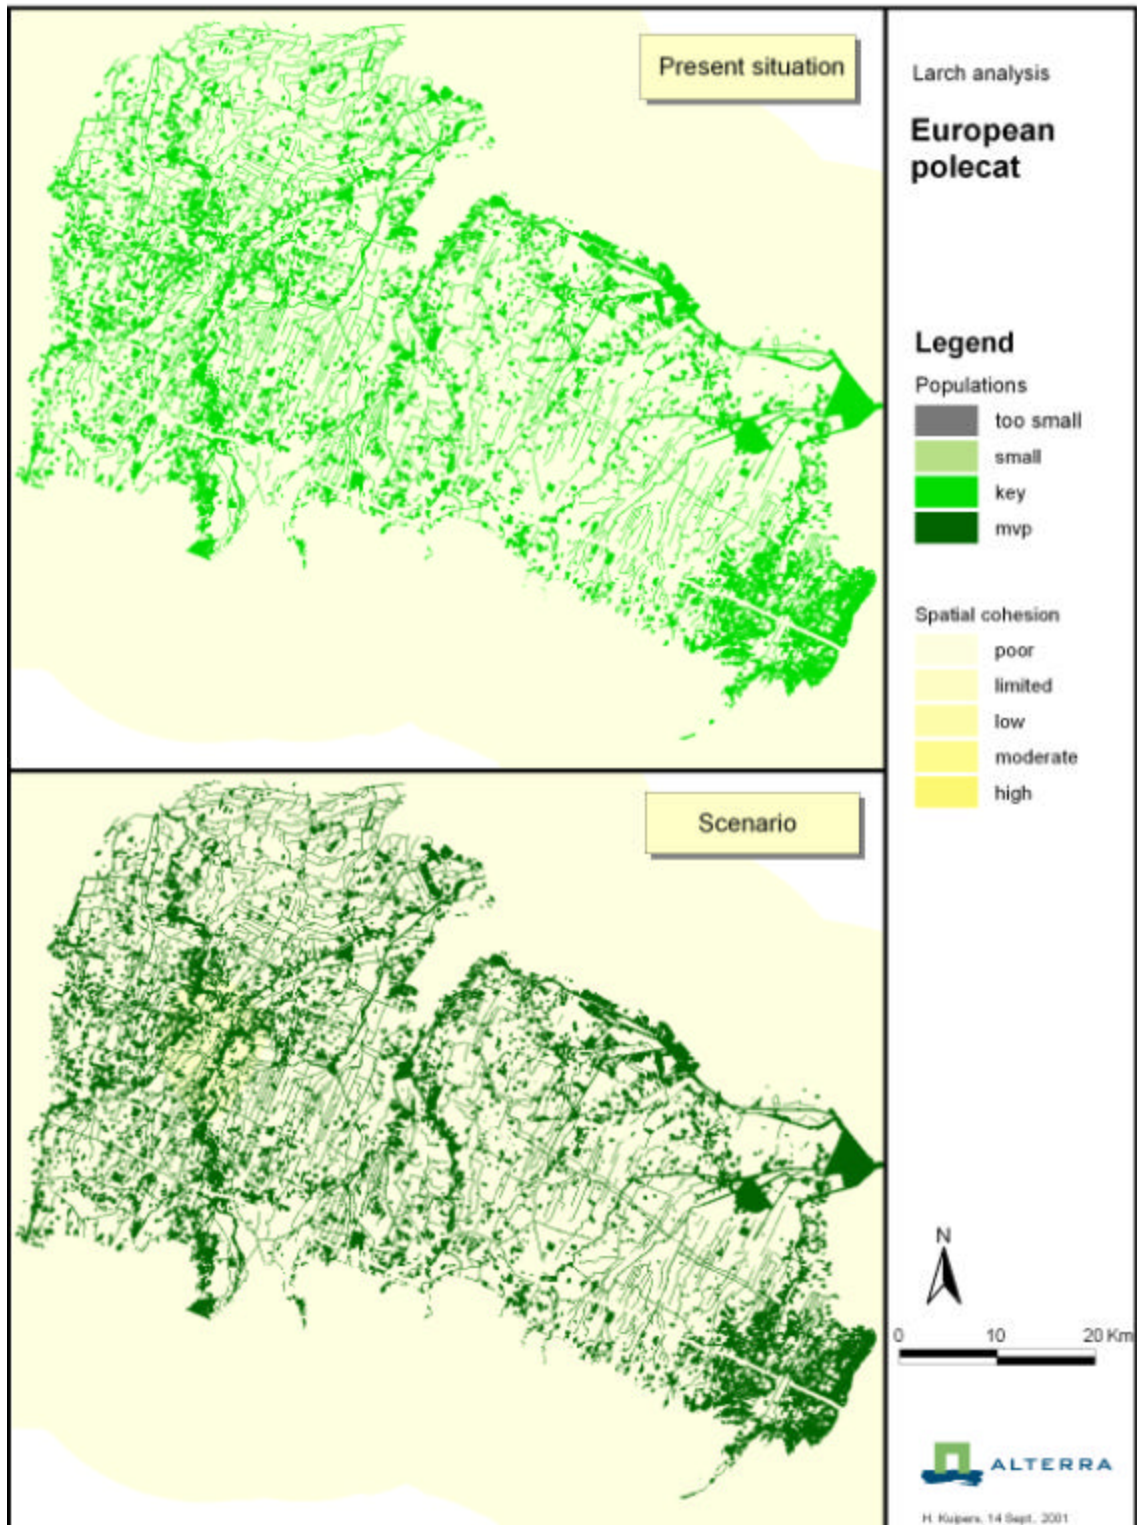 Present situation
Larch analysis
European
polecat
Legend
Populations
too small
small
key
mvp
Spatial cohesion
poor
limited
low
moderate
high
Scenario
N
0 10 20 Km
ALTERRA
H. Kuipers, 14 Sept., 2001